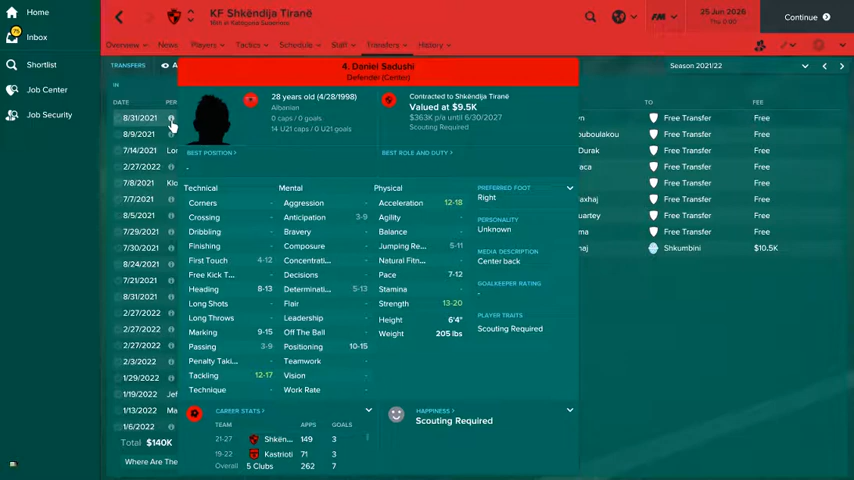 Home
KF Shkëndija Tiranë
25 Jun 2026
Thu 0:00
Continue
Inbox
Overview
News
Players
Tactics
Schedule
Staff
Transfers
History
Shortlist
Job Center
Job Security
TRANSFERS
Season 2021/22
4. Daniel Sadushi
Defender (Center)
IN
DATE
TO
FEE
28 years old (4/28/1998)
Albanian
0 caps / 0 goals
14 U21 caps / 0 U21 goals
Contracted to Shkëndija Tiranë
Valued at $9.5K
$363K p/a until 6/30/2027
Scouting Required
BEST POSITION >
-
BEST ROLE AND DUTY >
8/31/2021
Free Transfer
Free
8/9/2021
ouboulakou
Free Transfer
Free
7/14/2021
Durak
Free Transfer
Free
2/27/2022
Free Transfer
Free
7/8/2021
Klo
Free Transfer
Free
7/7/2021
Free Transfer
Free
8/5/2021
Free Transfer
Free
7/29/2021
Free Transfer
Free
7/30/2021
Shkumbini
$10.5K
8/24/2021
7/21/2021
8/31/2021
2/27/2022
2/27/2022
2/27/2022
2/3/2022
1/29/2022
1/19/2022
Jef
1/13/2022
Ma
1/6/2022
Total $140K
Where Are The
Technical
Corners -
Crossing -
Dribbling -
Finishing -
First Touch 4-12
Free Kick T... -
Heading 8-13
Long Shots -
Long Throws -
Marking 9-15
Passing 3-9
Penalty Taki... -
Tackling 12-17
Technique -
Mental
Aggression -
Anticipation 3-9
Bravery -
Composure -
Concentrati... -
Decisions -
Determinati... 5-13
Flair -
Leadership -
Off The Ball -
Positioning 10-15
Teamwork -
Vision -
Work Rate -
Physical
Acceleration 12-18
Agility -
Balance -
Jumping Re... 5-11
Natural Fitn... -
Pace 7-12
Stamina -
Strength 13-20
Height 6'4"
Weight 205 lbs
PREFERRED FOOT
Right
PERSONALITY
Unknown
MEDIA DESCRIPTION
Center back
GOALKEEPER RATING
-
PLAYER TRAITS
Scouting Required
CAREER STATS >
TEAM APPS GOALS
21-27 Shkën... 149 3
19-22 Kastrioti 71 3
Overall 5 Clubs 262 7
HAPPINESS >
Scouting Required